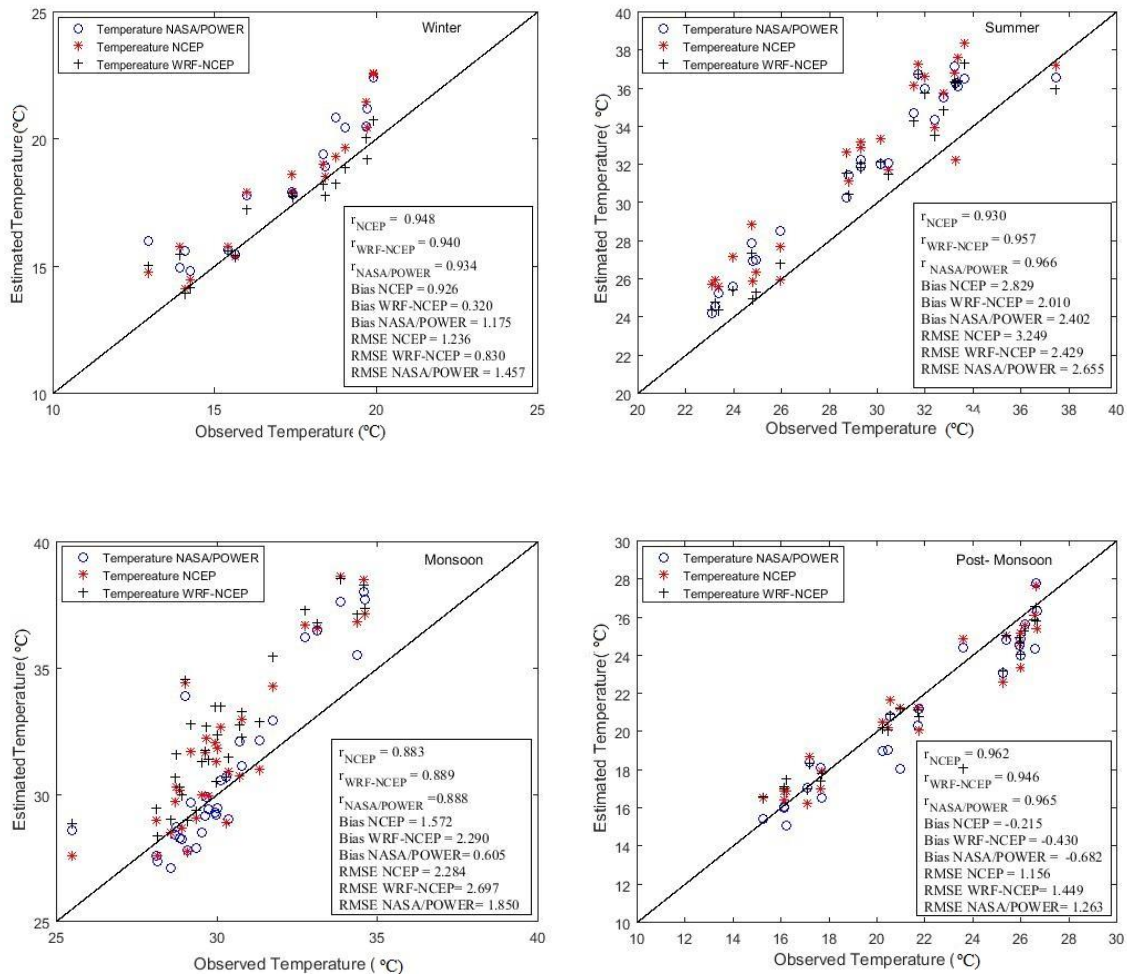 25
20
15
10
10
15
20
25
Estimated Temperature(°C)
Observed Temperature (°C)
Winter
Temperature NASA/POWER
Tempereature NCEP
Tempereature WRF-NCEP
rNCEP = 0.948
rWRF-NCEP = 0.940
rNASA/POWER = 0.934
Bias NCEP = 0.926
Bias WRF-NCEP = 0.320
Bias NASA/POWER = 1.175
RMSE NCEP = 1.236
RMSE WRF-NCEP = 0.830
RMSE NASA/POWER = 1.457
40
38
36
34
32
30
28
26
24
22
20
20
22
24
26
28
30
32
34
36
38
40
Estimated Temperature(°C)
Observed Temperature (°C)
Summer
Temperature NASA/POWER
Tempereature NCEP
Tempereature WRF-NCEP
rNCEP = 0.930
rWRF-NCEP = 0.957
rNASA/POWER = 0.966
Bias NCEP = 2.829
Bias WRF-NCEP = 2.010
Bias NASA/POWER = 2.402
RMSE NCEP = 3.249
RMSE WRF-NCEP = 2.429
RMSE NASA/POWER = 2.655
40
35
30
25
25
30
35
40
Estimated Temperature(°C)
Observed Temperature (°C)
Monsoon
Temperature NASA/POWER
Tempereature NCEP
Tempereature WRF-NCEP
rNCEP = 0.883
rWRF-NCEP = 0.889
rNASA/POWER =0.888
Bias NCEP = 1.572
Bias WRF-NCEP = 2.290
Bias NASA/POWER= 0.605
RMSE NCEP = 2.284
RMSE WRF-NCEP= 2.697
RMSE NASA/POWER= 1.850
30
28
26
24
22
20
18
16
14
12
10
10
12
14
16
18
20
22
24
26
28
30
Estimated Temperature(°C)
Observed Temperature (°C)
Post- Monsoon
Temperature NASA/POWER
Tempereature NCEP
Tempereature WRF-NCEP
rNCEP = 0.962
rWRF-NCEP = 0.946
rNASA/POWER =0.965
Bias NCEP = -0.215
Bias WRF-NCEP = -0.430
Bias NASA/POWER = -0.682
RMSE NCEP = 1.156
RMSE WRF-NCEP= 1.449
RMSE NASA/POWER= 1.263